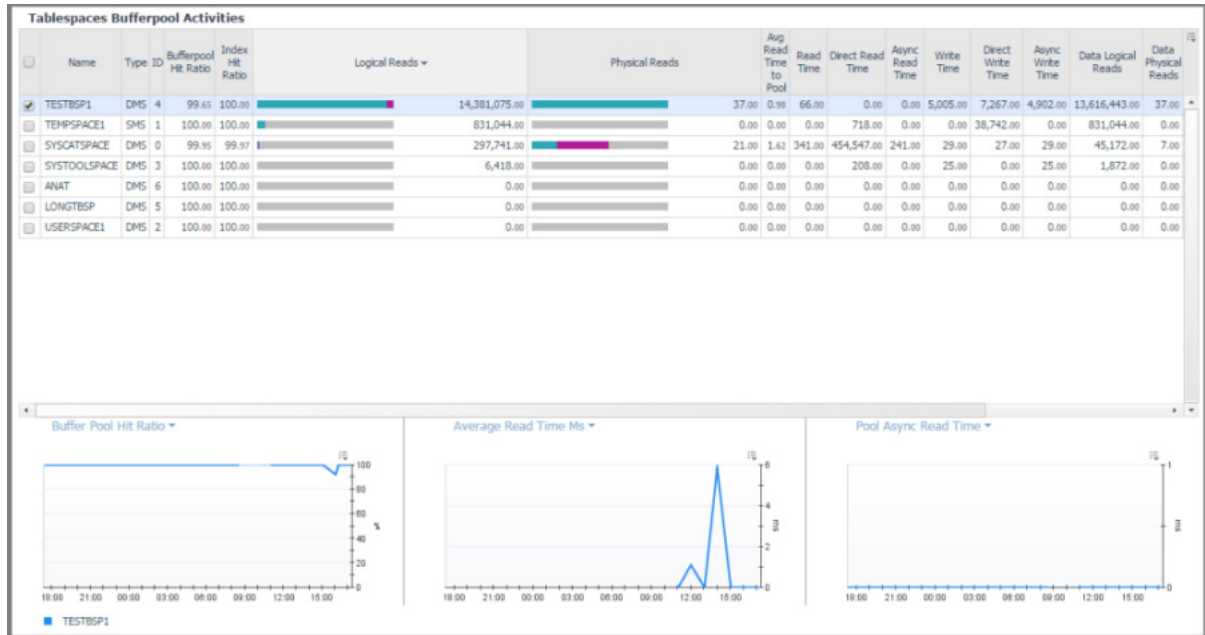 Tablespaces Bufferpool Activities
Name Type ID Bufferpool Hit Ratio Index Hit Ratio Logical Reads Physical Reads Avg Read Time to Pool Read Time Direct Read Time Async Read Time Write Time Direct Write Time Async Write Time Data Logical Reads Data Physical Reads
TESTBSP1 DMS 4 99.65 100.00 14,381,075.00 37.00 0.98 66.00 0.00 0.00 5,005.00 7,267.00 4,902.00 13,616,443.00 37.00
TEMPSPACE1 SMS 1 100.00 100.00 831,044.00 0.00 0.00 0.00 718.00 0.00 0.00 38,742.00 0.00 831,044.00 0.00
SYSCATSPACE DMS 0 99.95 99.97 297,741.00 21.00 1.62 341.00 454,547.00 241.00 29.00 27.00 29.00 45,172.00 7.00
SYSTOOLSPACE DMS 3 100.00 100.00 6,418.00 0.00 0.00 0.00 208.00 0.00 25.00 0.00 25.00 1,872.00 0.00
ANAT DMS 6 100.00 100.00 0.00 0.00 0.00 0.00 0.00 0.00 0.00 0.00 0.00 0.00 0.00
LONGTBSP DMS 5 100.00 100.00 0.00 0.00 0.00 0.00 0.00 0.00 0.00 0.00 0.00 0.00 0.00
USERSPACE1 DMS 2 100.00 100.00 0.00 0.00 0.00 0.00 0.00 0.00 0.00 0.00 0.00 0.00 0.00
Buffer Pool Hit Ratio
100
80
60
%
40
20
0
18:00 21:00 00:00 03:00 06:00 09:00 12:00 15:00
TESTBSP1
Average Read Time Ms
6
4
ms
2
0
18:00 21:00 00:00 03:00 06:00 09:00 12:00 15:00
Pool Async Read Time
1
ms
0
18:00 21:00 00:00 03:00 06:00 09:00 12:00 15:00